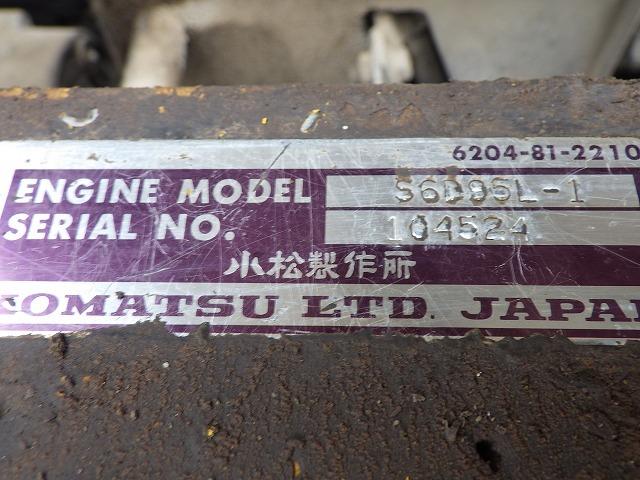 6204-81-2210
ENGINE MODEL S6D95L-1
SERIAL NO. 104524
小松製作所
KOMATSU LTD. JAPAN